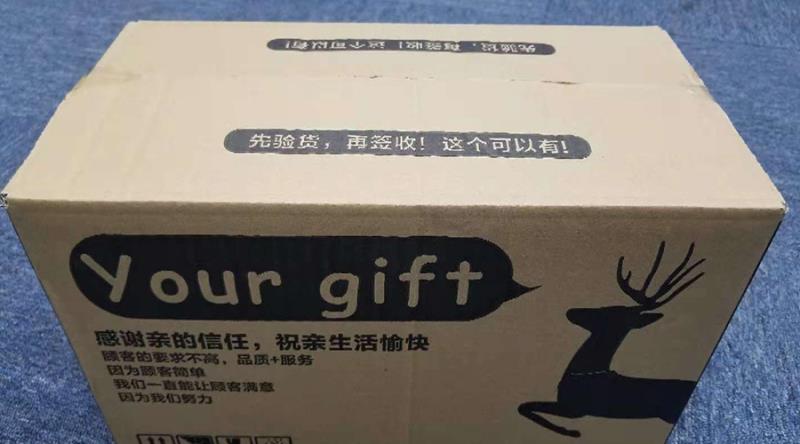 先验货，再签收！这个可以有！
先验货，再签收！这个可以有！
Your gift
感谢亲的信任，祝亲生活愉快
顾客的要求不高，品质+服务
因为顾客简单
我们一直能让顾客满意
因为我们努力